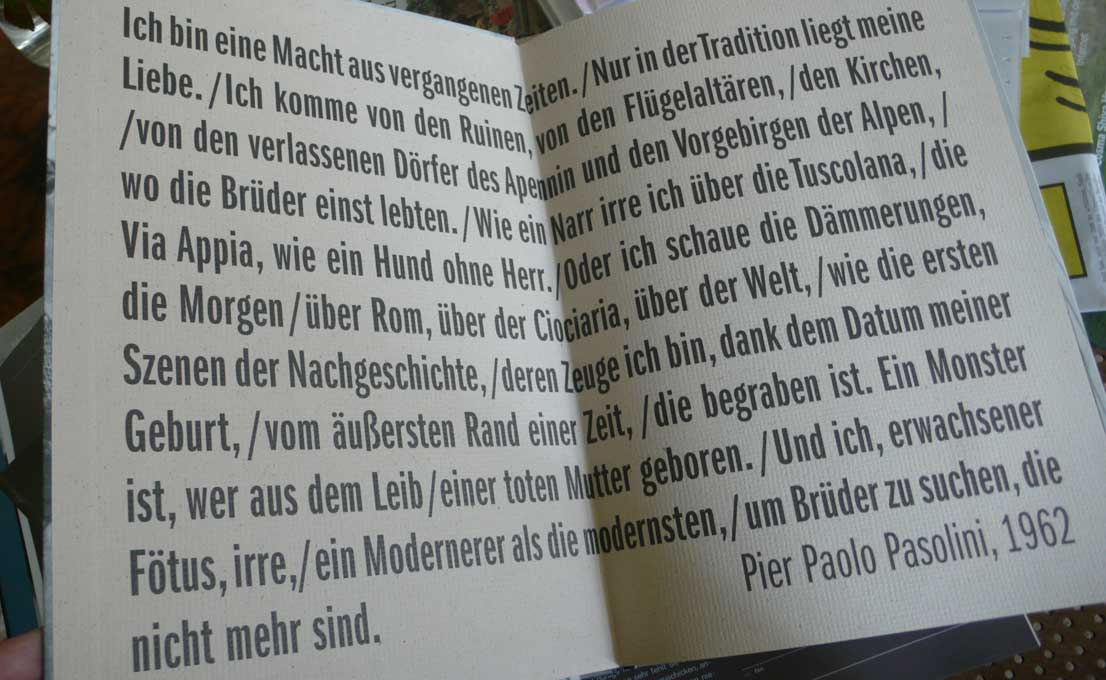 Ich bin eine Macht aus vergangenen Zeiten. /Nur in der Tradition liegt meine
Liebe. /Ich komme von den Ruinen, von den Flügelaltären, /den Kirchen,
/von den verlassenen Dörfer des Apennin und den Vorgebirgen der Alpen, /
wo die Brüder einst lebten. /Wie ein Narr irre ich über die Tuscolana, /die
Via Appia, wie ein Hund ohne Herr. /Oder ich schaue die Dämmerungen,
die Morgen /über Rom, über der Ciociaria, über der Welt, /wie die ersten
Szenen der Nachgeschichte, /deren Zeuge ich bin, dank dem Datum meiner
Geburt, /vom äußersten Rand einer Zeit, /die begraben ist. Ein Monster
ist, wer aus dem Leib /einer toten Mutter geboren. /Und ich, erwachsener
Fötus, irre, /ein Modernerer als die modernsten, /um Brüder zu suchen, die
nicht mehr sind.
Pier Paolo Pasolini, 1962